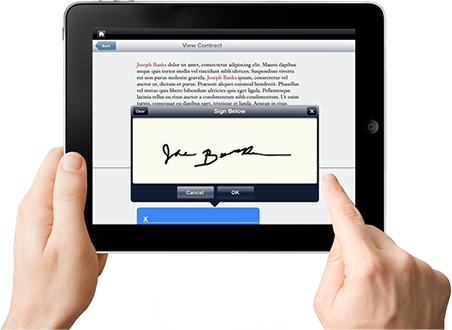 Back
View Contract
Joseph Banks dolor sit amet, consectetur adipiscing elit. Mauris dapibus
neque quis tortor mollis vel tincidunt nibh ultrices. Suspendisse viverra
est non purus molestie gravida. Joseph Banks ipsum, consectetur vel
auctor ut, dictum et purus. Praesent aliquet euismod hendrerit. Phasellus
vel metus quis libero bibendum ultricies quis eget ligula. Pellentesque
lacinia tellus eu risus auctor a condimentum nibh condimentum. Ut enim
turpis, consequat eu dapibus eget, tristique et ligula. Aenean in risus
Clear
Sign Below
X
Joe Banks
Cancel
OK
X